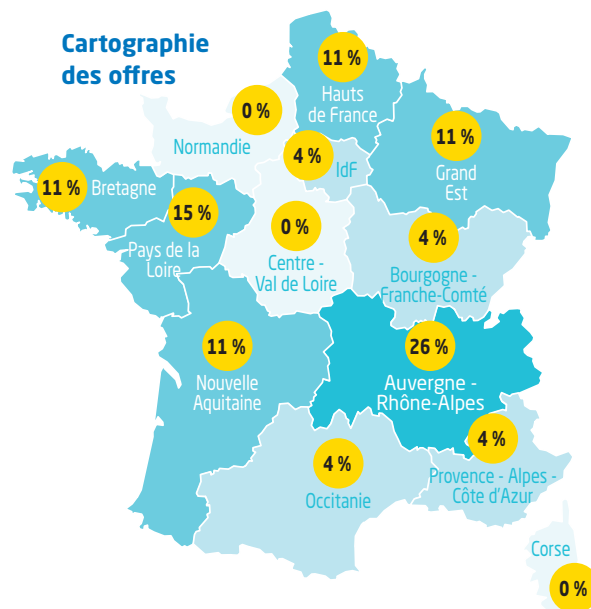 Cartographie
des offres
11 %
Hauts
de France
0 %
Normandie
11 %
Grand
Est
4 %
IdF
11 %
Bretagne
15 %
Pays de la
Loire
0 %
Centre -
Val de Loire
4 %
Bourgogne -
Franche-Comté
11 %
Nouvelle
Aquitaine
26 %
Auvergne -
Rhône-Alpes
4 %
Occitanie
4 %
Provence - Alpes -
Côte d'Azur
Corse
0 %